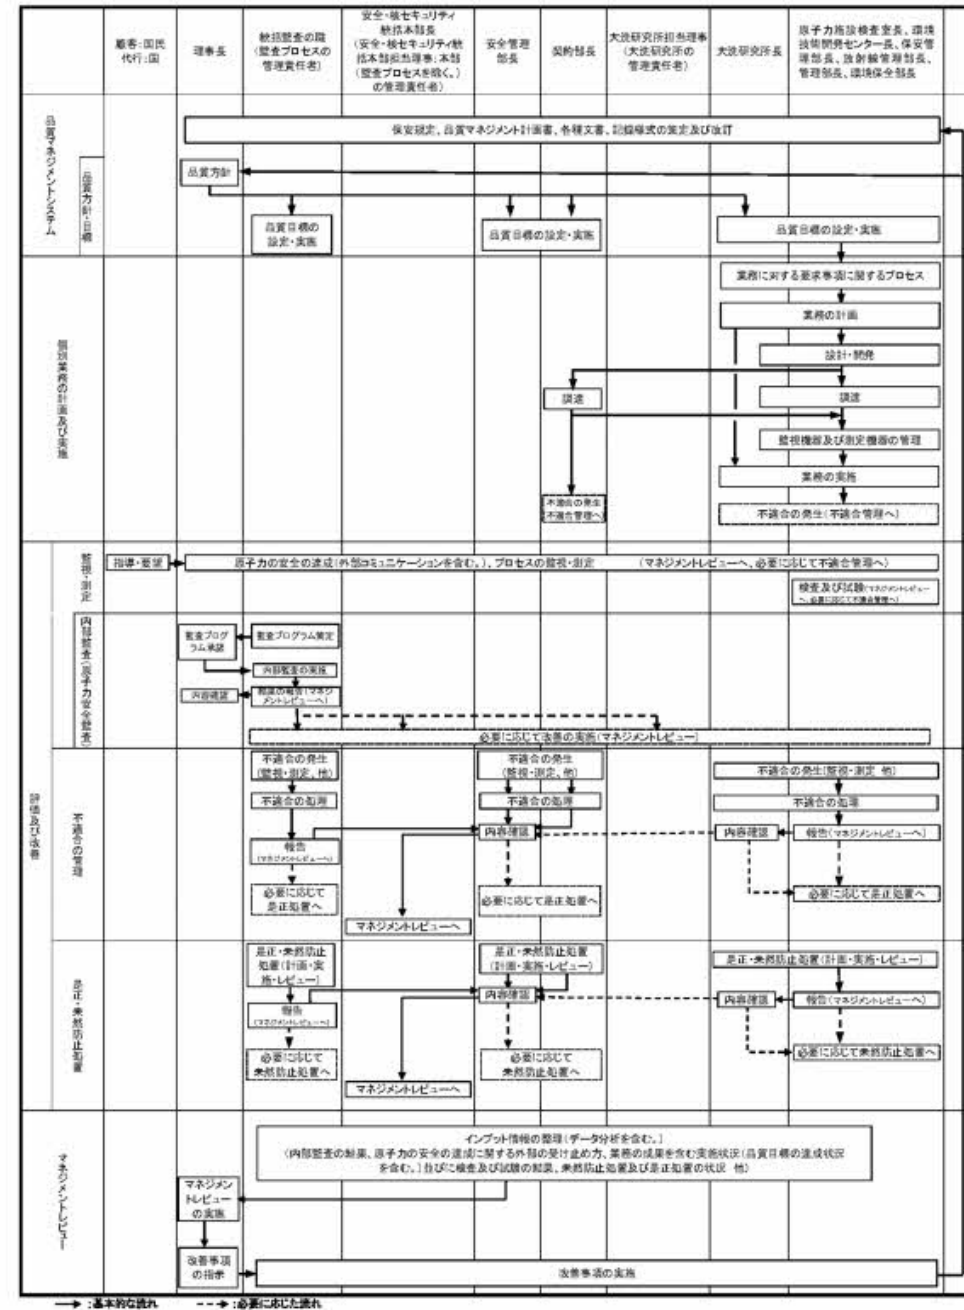 顧客:国民
代行:国
理事長
統括監査の職
(監査プロセスの
管理責任者)
安全・核セキュリティ
統括本部長
(安全・核セキュリティ統
括本部担当理事:本部
(監査プロセスを除く。)
の管理責任者)
安全管理
部長
契約部長
大洗研究所担当理事
(大洗研究所の
管理責任者)
大洗研究所長
原子力施設検査室長、環境
技術開発センター長、保安管
理部長、放射線管理部長、
管理部長、環境保全部長
品質マネジメントシステム
保安規定、品質マネジメント計画書、各種文書、記録様式の策定及び改訂
品質方針・目標
品質方針
品質目標の
設定・実施
品質目標の設定・実施
品質目標の設定・実施
個別業務の計画及び実施
業務に対する要求事項に関するプロセス
業務の計画
設計・開発
調達
調達
監視機器及び測定機器の管理
業務の実施
不適合の発生
不適合管理へ)
不適合の発生(不適合管理へ)
評価及び改善
監視・測定
指導・要望
原子力の安全の達成(外部コミュニケーションを含む。)、プロセスの監視・測定 (マネジメントレビューへ、必要に応じて不適合管理へ)
検査及び試験(マネジメントレビュー
へ、必要に応じて不適合管理へ)
内部監査(原子力安全監査)
監査プログ
ラム承認
監査プログラム策定
内部監査の実施
内容確認
結果の報告(マネジ
メントレビューへ)
必要に応じて改善の実施(マネジメントレビュー)
不適合の管理
不適合の発生
(監視・測定、他)
不適合の発生
(監視・測定、他)
不適合の発生(監視・測定 他)
不適合の処理
不適合の処理
不適合の処理
報告
(マネジメントレビューへ)
内容確認
内容確認
報告(マネジメントレビューへ)
必要に応じて
是正処置へ
必要に応じて是正処置へ
必要に応じて是正処置へ
マネジメントレビューへ
是正・未然防止処置
是正・未然防止
処置(計画・実
施・レビュー)
是正・未然防止処置
(計画・実施・レビュー)
是正・未然防止処置(計画・実施・レビュー)
報告
(マネジメントレビューへ)
内容確認
内容確認
報告(マネジメントレビューへ)
必要に応じて
未然防止処置へ
必要に応じて
未然防止処置へ
必要に応じて未然防止処置へ
マネジメントレビューへ
マネジメントレビュー
インプット情報の整理(データ分析を含む。)
(内部監査の結果、原子力の安全の達成に関する外部の受け止め方、業務の成果を含む実施状況(品質目標の達成状況
を含む。)並びに検査及び試験の結果、未然防止処置及び是正処置の状況 他)
マネジメン
トレビュー
の実施
改善事項
の指示
改善事項の実施
:基本的な流れ
:必要に応じた流れ